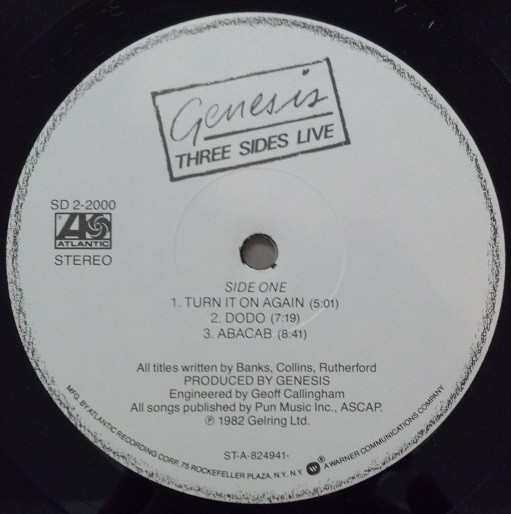 Genesis
THREE SIDES LIVE
SD 2-2000
ATLANTIC
STEREO
SIDE ONE
1. TURN IT ON AGAIN (5:01)
2. DODO (7:19)
3. ABACAB (8:41)
All titles written by Banks, Collins, Rutherford
PRODUCED BY GENESIS
Engineered by Geoff Callingham
All songs published by Pun Music Inc., ASCAP.
℗ 1982 Gelring Ltd.
ST-A-824941-
MFG. BY ATLANTIC RECORDING CORP., 75 ROCKEFELLER PLAZA, N.Y. N.Y. ® A WARNER COMMUNICATIONS COMPANY